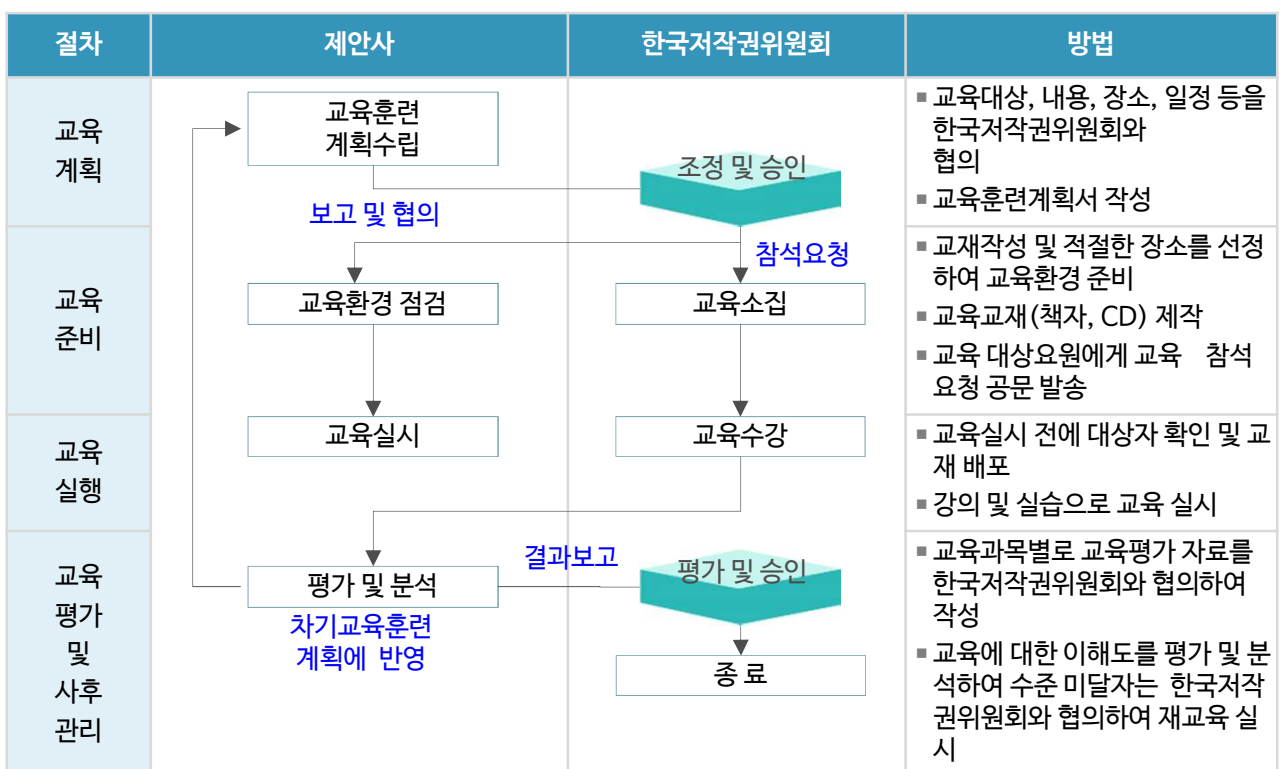 절차 제안사 한국저작권위원회 방법
교육
계획
교육훈련
계획수립
조정 및 승인
보고 및 협의
▪교육대상, 내용, 장소, 일정 등을
한국저작권위원회와
협의
▪교육훈련계획서 작성
교육
준비
참석요청
교육환경 점검
교육소집
▪교재작성 및 적절한 장소를 선정
하여 교육환경 준비
▪교육교재(책자, CD) 제작
▪교육 대상요원에게 교육 참석
요청 공문 발송
교육
실행
교육실시
교육수강
▪교육실시 전에 대상자 확인 및 교
재 배포
▪강의 및 실습으로 교육 실시
교육
평가
및
사후
관리
결과보고
평가 및 분석
평가 및 승인
차기교육훈련
계획에 반영
종 료
▪교육과목별로 교육평가 자료를
한국저작권위원회와 협의하여
작성
▪교육에 대한 이해도를 평가 및 분
석하여 수준 미달자는 한국저작
권위원회와 협의하여 재교육 실
시